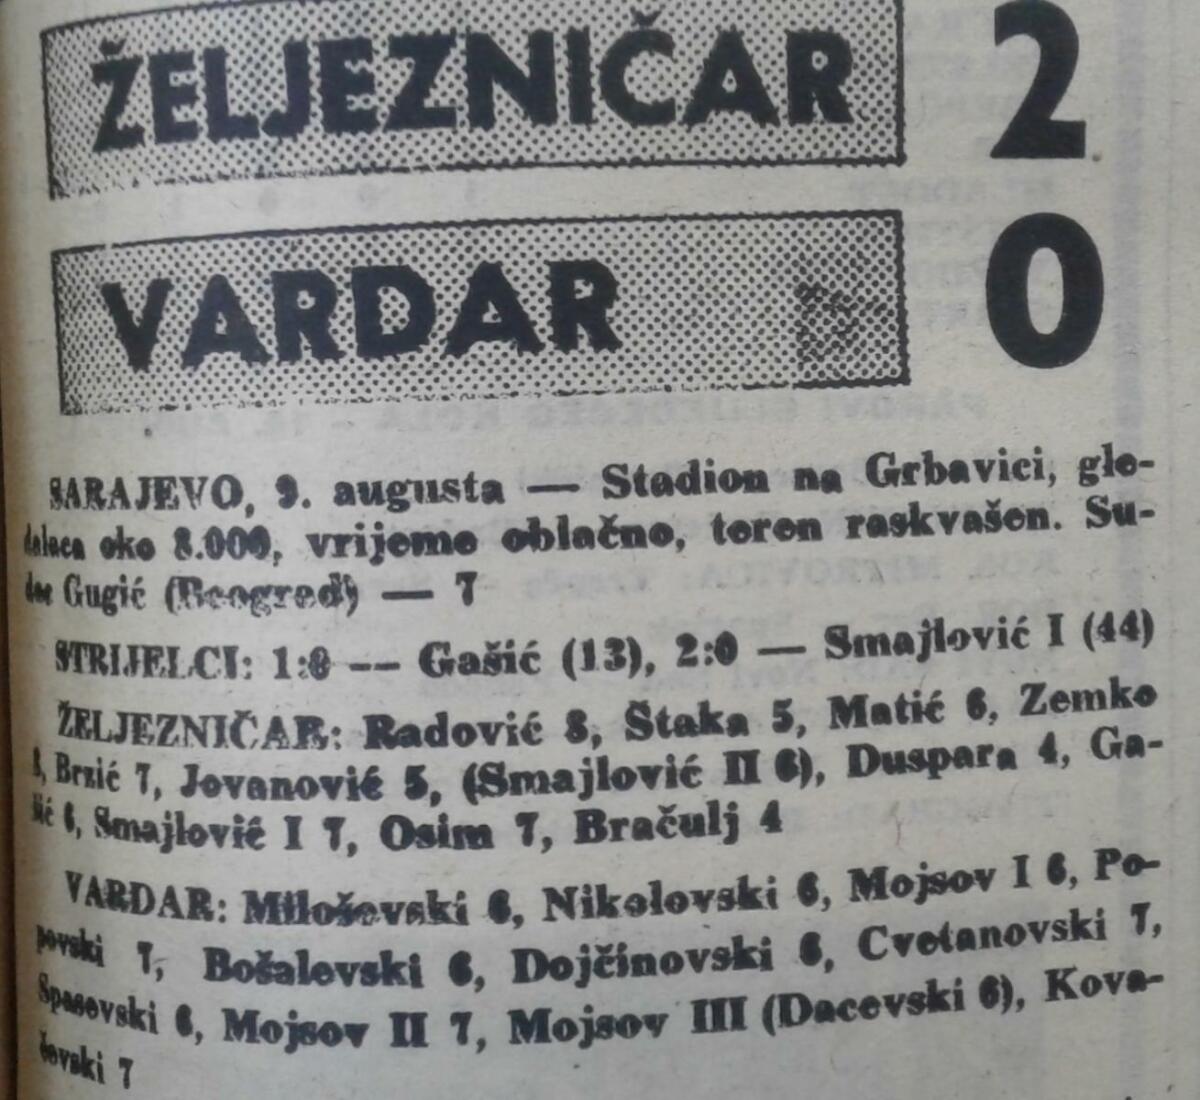 ŽELJEZNIČAR 2
VARDAR 0
SARAJEVO, 9. augusta — Stadion na Grbavici, gle-
dalaca oko 8.000, vrijeme oblačno, teren raskvašen. Su-
dac Gugić (Beograd) — 7
STRIJELCI: 1:0 — Gašić (13), 2:0 — Smajlović I (44)
ŽELJEZNIČAR: Radović 8, Štaka 5, Matić 6, Zemko
Brzić 7, Jovanović 5, (Smajlović II 6), Duspara 4, Ga-
šić 6, Smajlović I 7, Osim 7, Bračulj 4
VARDAR: Miloševski 6, Nikolovski 6, Mojsov I 6, Po-
povski 7, Bošalevski 6, Dojčinovski 6, Cvetanovski 7,
Spasovski 6, Mojsov II 7, Mojsov III (Dacevski 6), Kova-
čevski 7